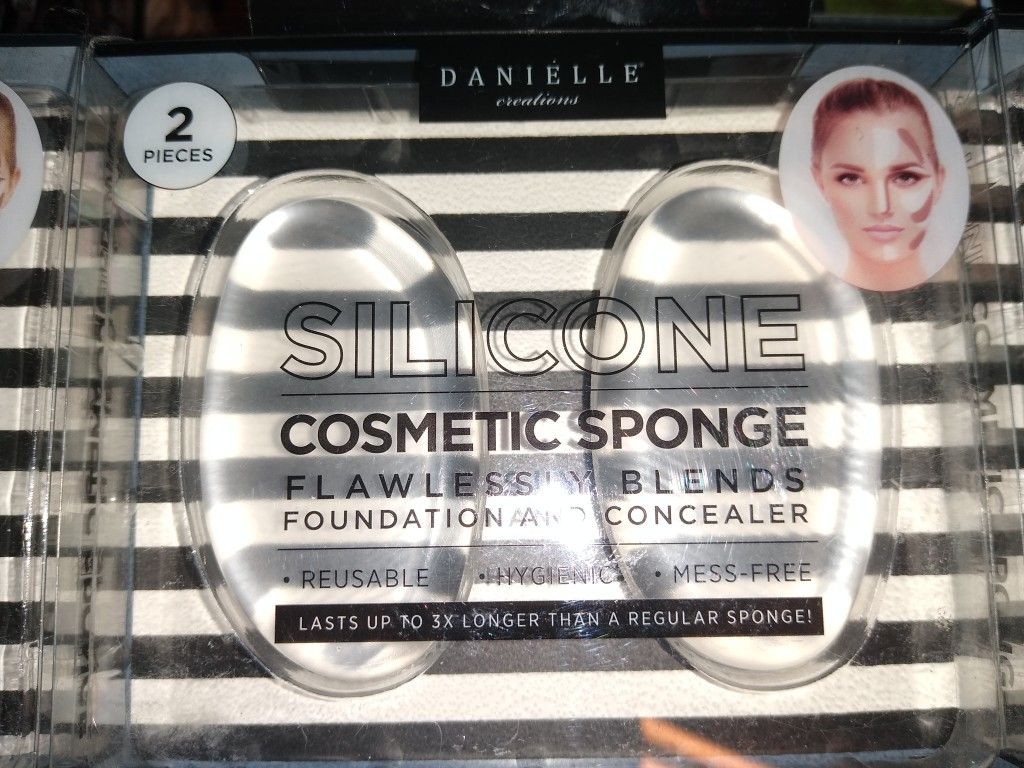 DANIÉLLE®
creations
2
PIECES
SILICONE
COSMETIC SPONGE
FLAWLESSLY BLENDS
FOUNDATION AND CONCEALER
• REUSABLE • HYGIENIC • MESS-FREE
LASTS UP TO 3X LONGER THAN A REGULAR SPONGE!